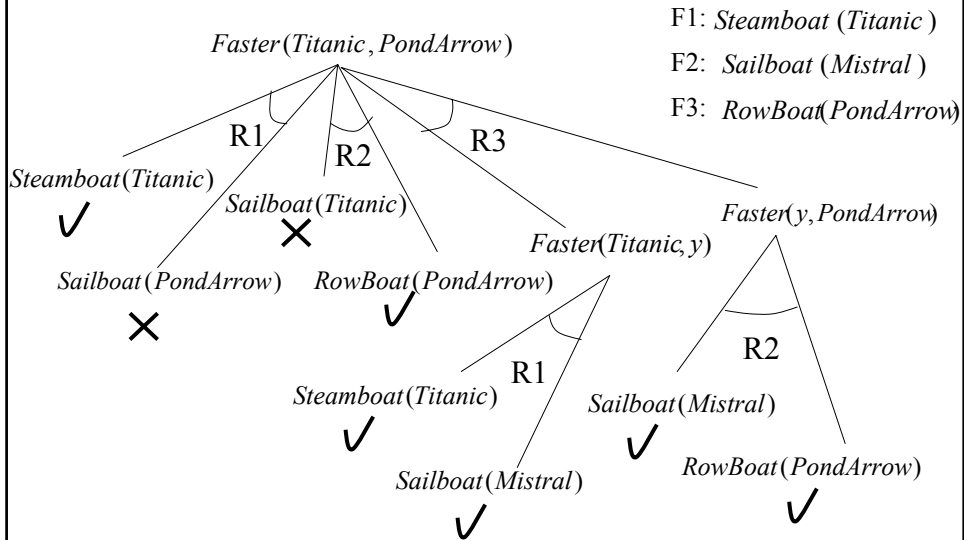 F1: Steamboat (Titanic )
Faster(Titanic, PondArrow)
F2: Sailboat (Mistral )
F3: RowBoat(PondArrow)
R1
R2
R3
Steamboat(Titanic)
Sailboat(Titanic)
Faster(y, PondArrow)
Faster(Titanic, y)
Sailboat(PondArrow)
RowBoat(PondArrow)
R1
R2
Steamboat(Titanic)
Sailboat(Mistral)
RowBoat(PondArrow)
Sailboat(Mistral)